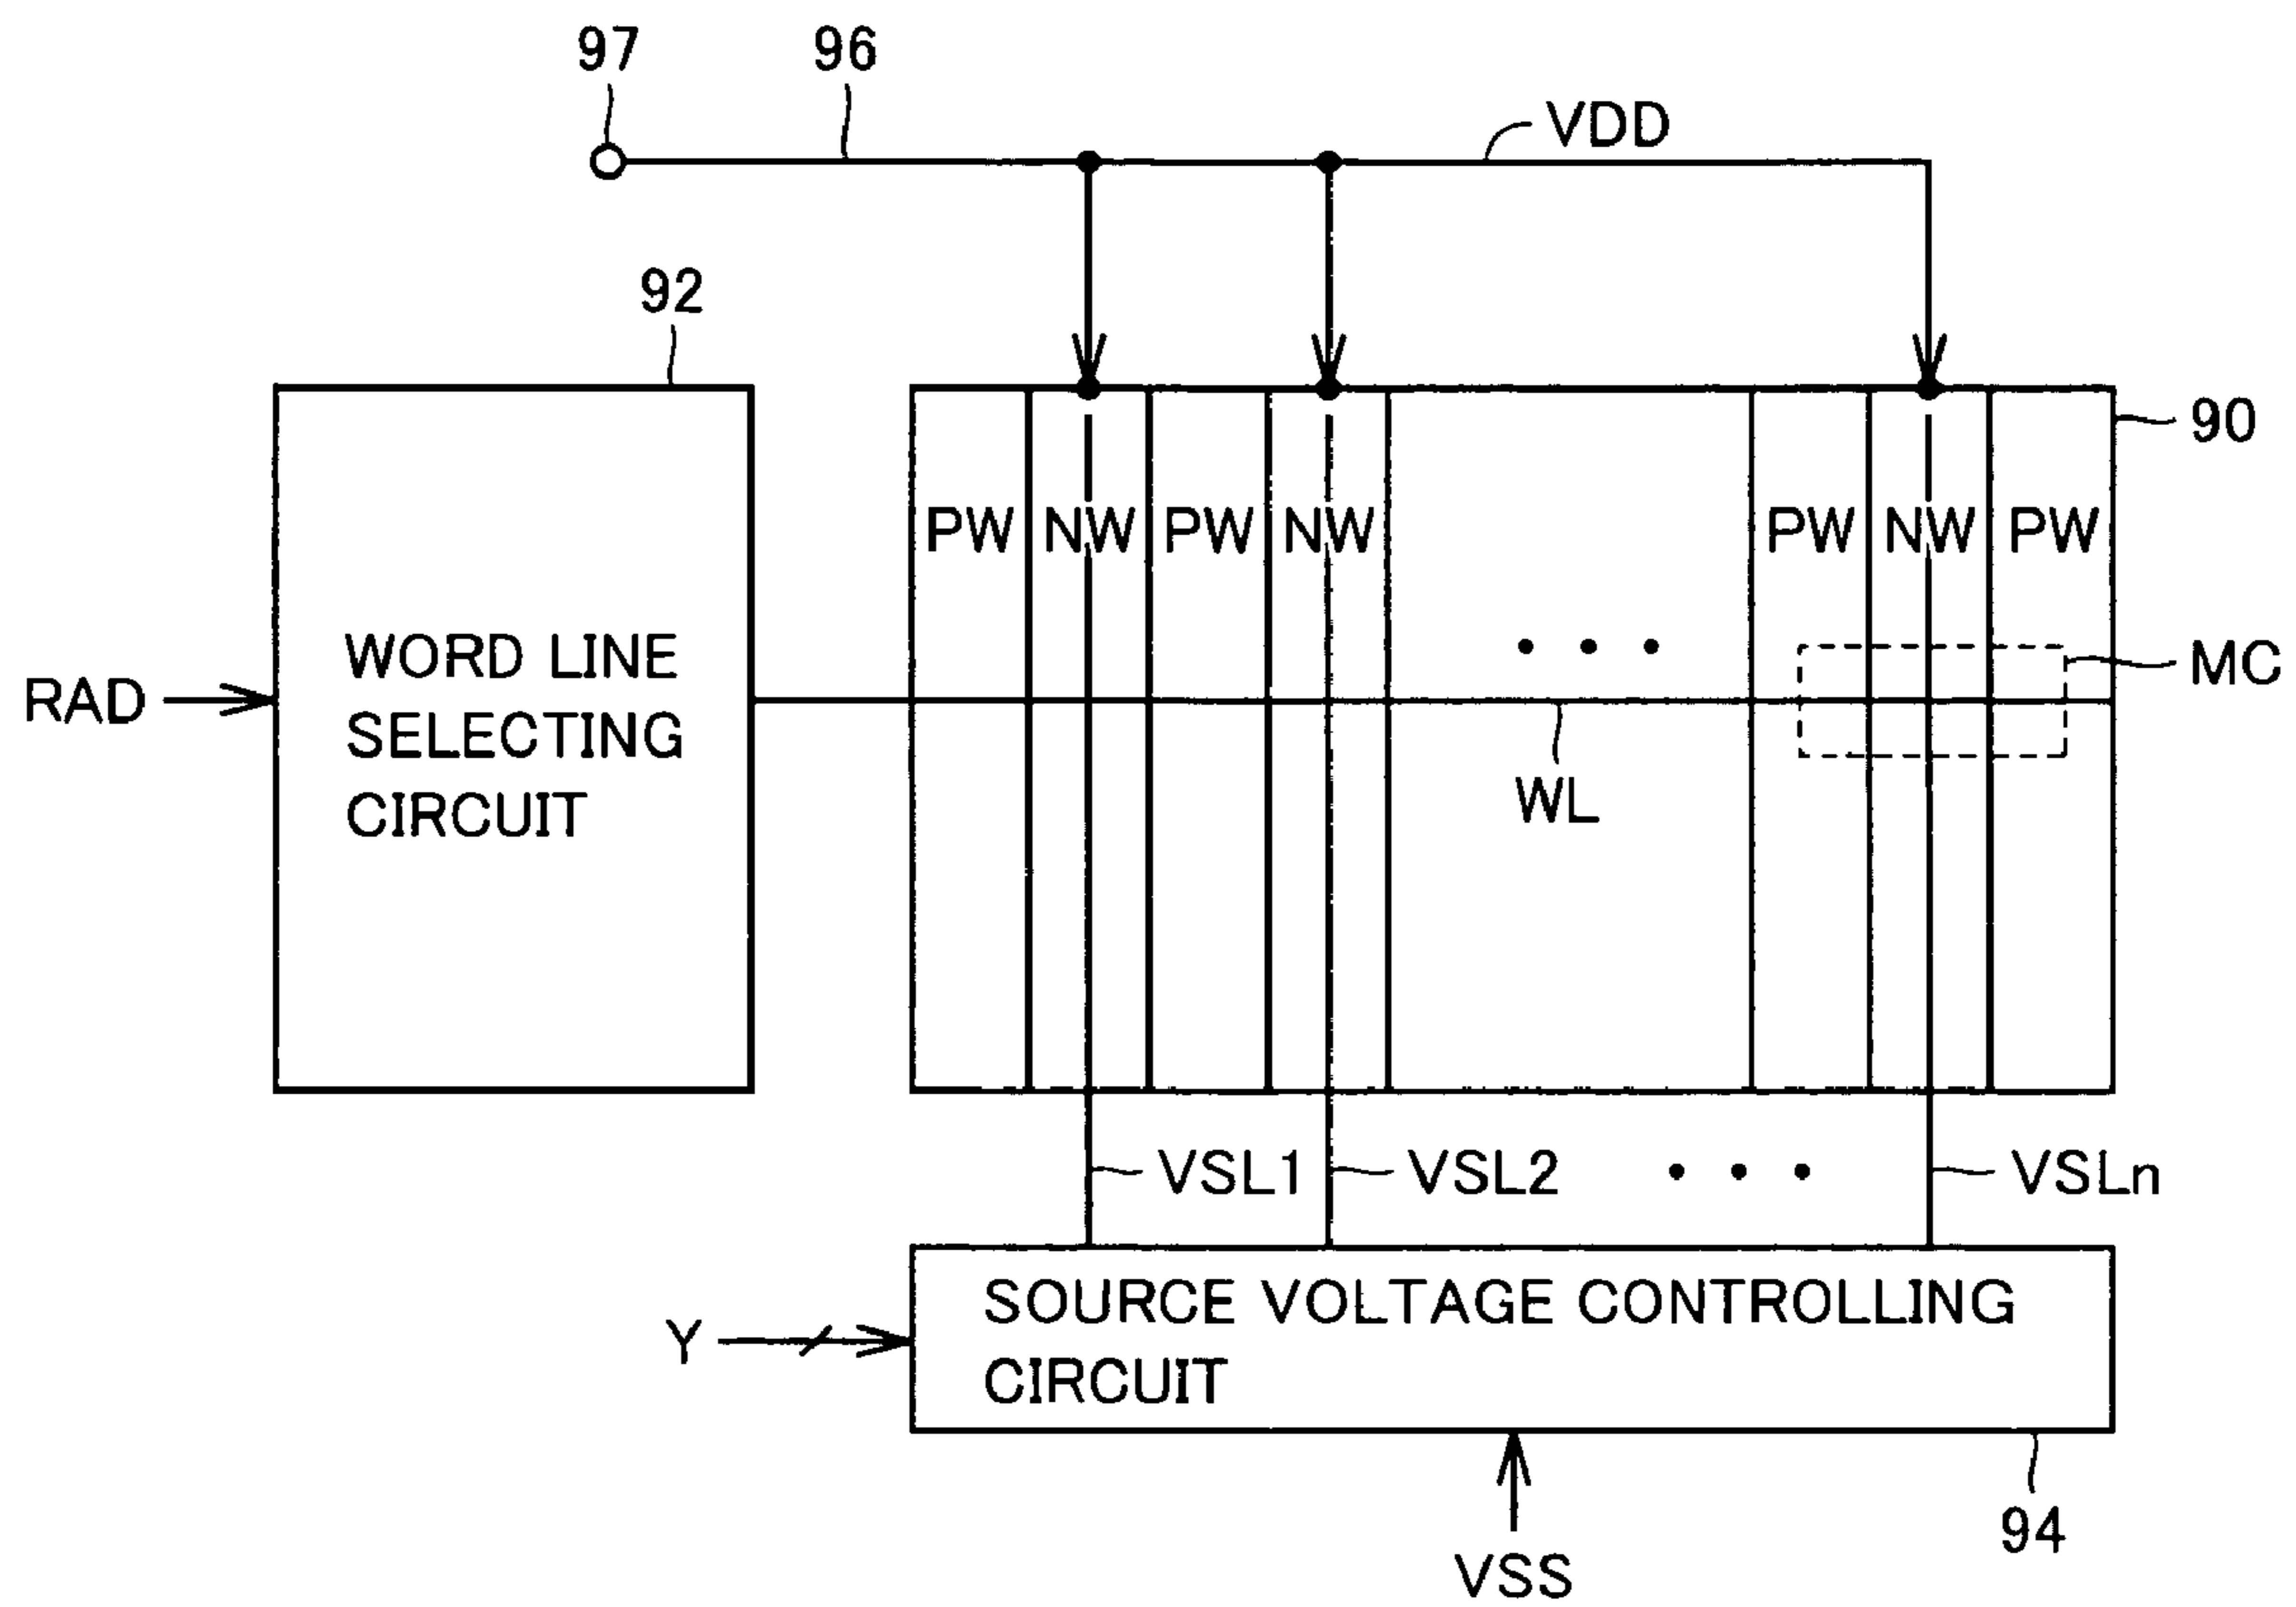 97
96
VDD
92
90
PW NW PW NW PW NW PW
MC
RAD
WORD LINE
SELECTING
CIRCUIT
WL
VSL1 VSL2 • • • VSLn
SOURCE VOLTAGE CONTROLLING
CIRCUIT
Y
94
VSS